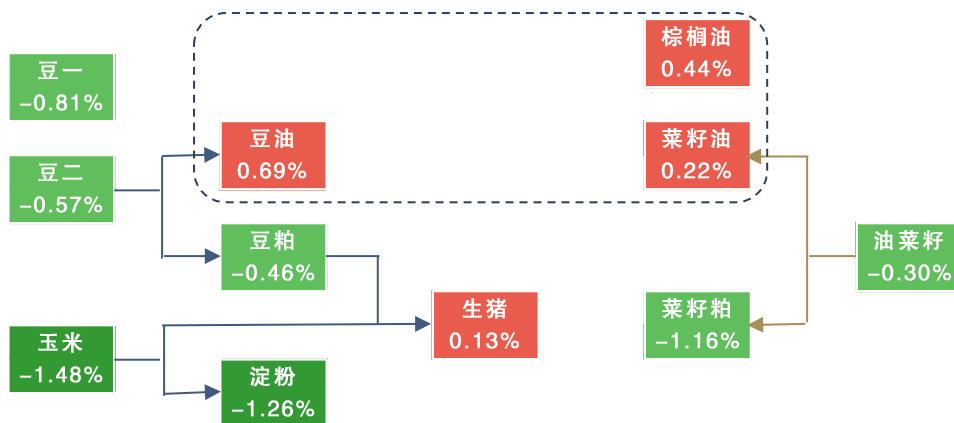 棕榈油
0.44%
豆一
-0.81%
豆油
0.69%
菜籽油
0.22%
豆二
-0.57%
豆粕
-0.46%
油菜籽
-0.30%
生猪
0.13%
菜籽粕
-1.16%
玉米
-1.48%
淀粉
-1.26%